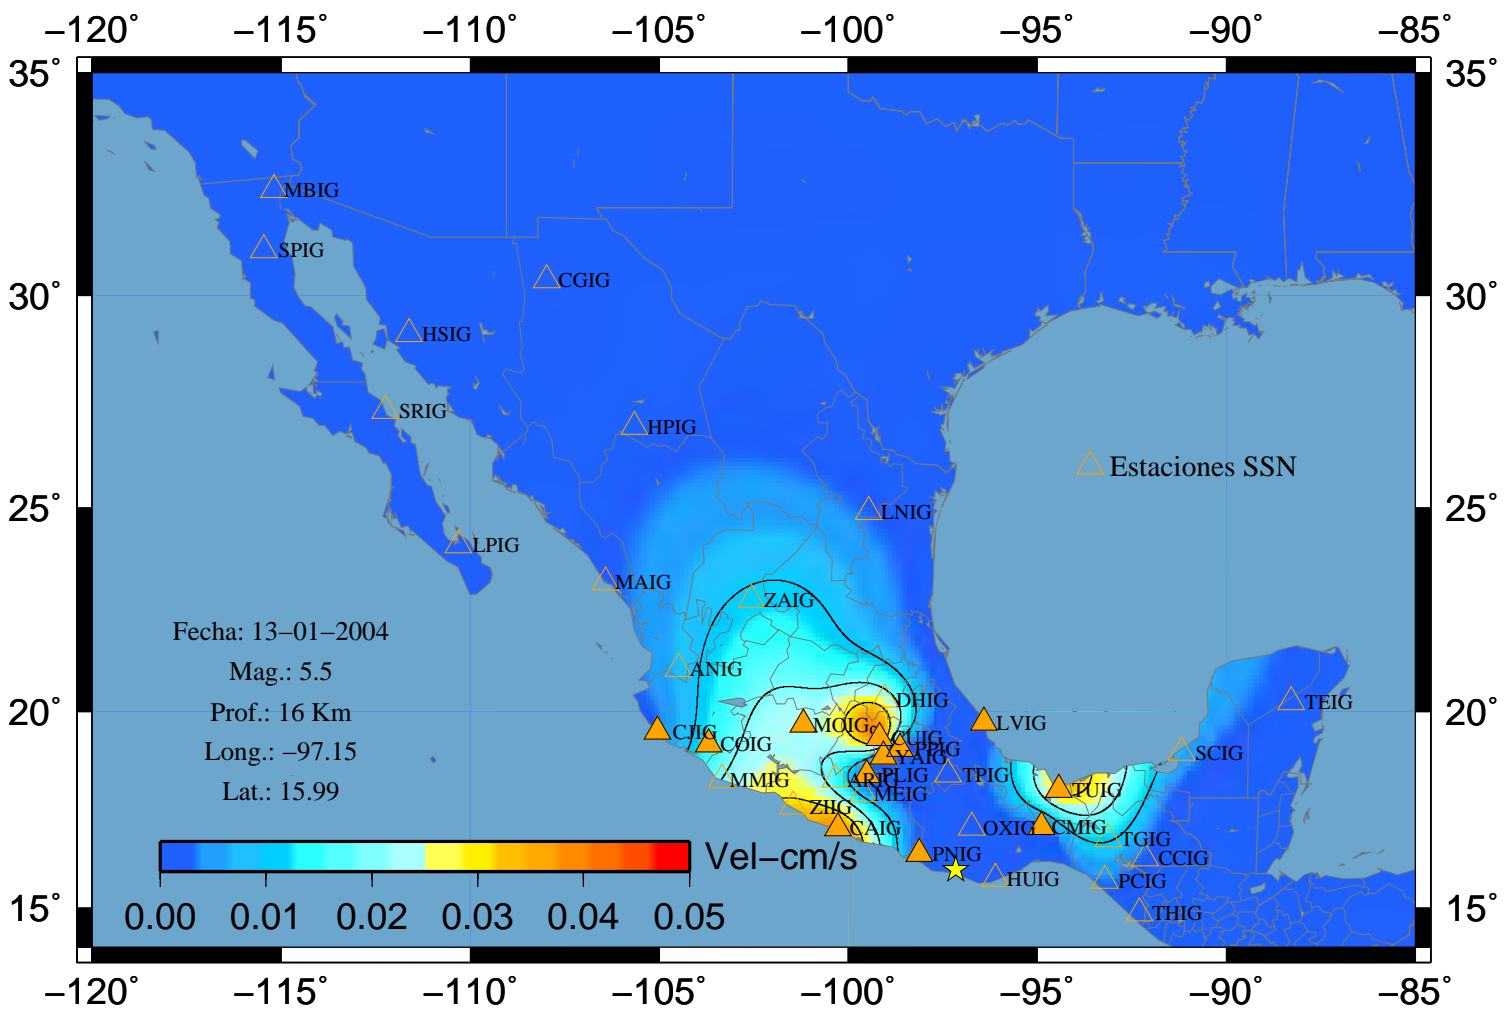 −120° −115° −110° −105° −100° −95° −90° −85°
35° 35°
MBIG
SPIG
CGIG
30° 30°
HSIG
SRIG
HPIG
Estaciones SSN
25° 25°
LNIG
LPIG
MAIG
ZAIG
Fecha: 13−01−2004
Mag.: 5.5
Prof.: 16 Km
Long.: −97.15
Lat.: 15.99
ANIG
DHIG
TEIG
20° 20°
CJIG
COIG
MOIG
CUIG
LVIG
PPIG
YAIG
SCIG
MMIG
ARIG
PLIG
TPIG
MEIG
TUIG
ZIIG
CAIG
OXIG
CMIG
TGIG
PNIG
CCIG
HUIG
PCIG
THIG
Vel−cm/s
0.00 0.01 0.02 0.03 0.04 0.05
15° 15°
−120° −115° −110° −105° −100° −95° −90° −85°